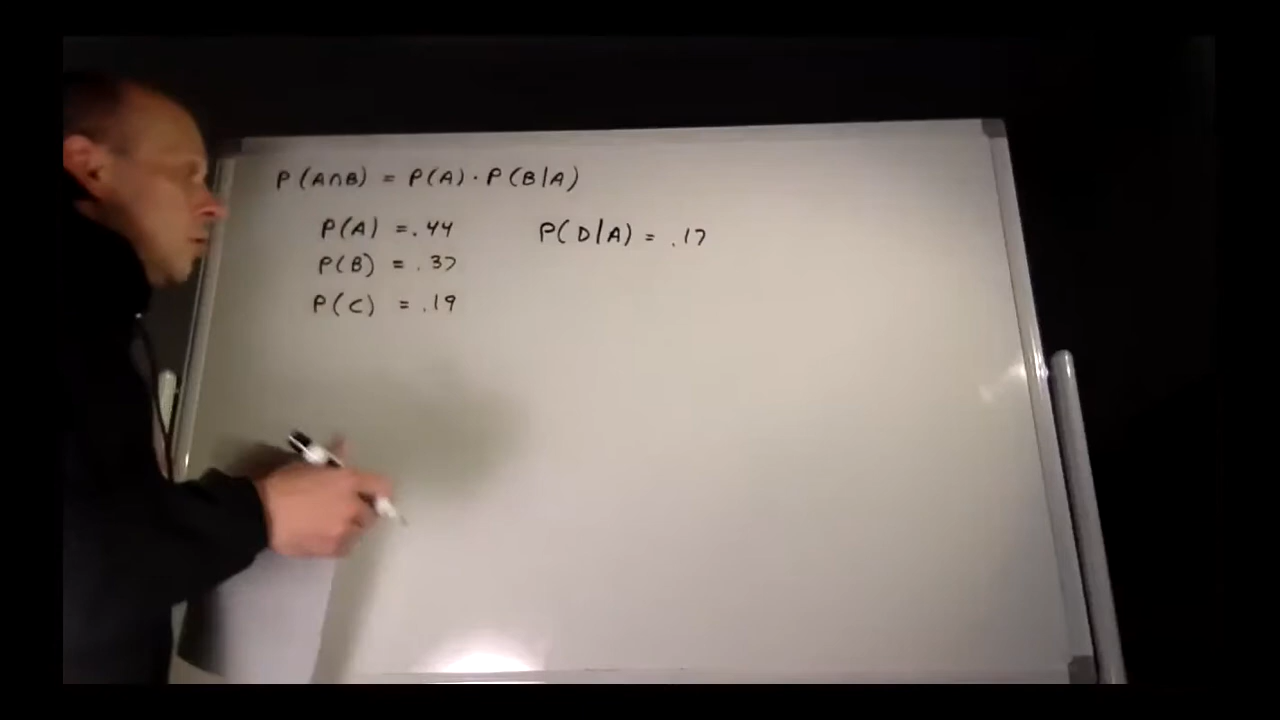 P(A∩B) = P(A) · P(B|A)
P(A) = .44 P(D|A) = .17
P(B) = .37
P(C) = .19